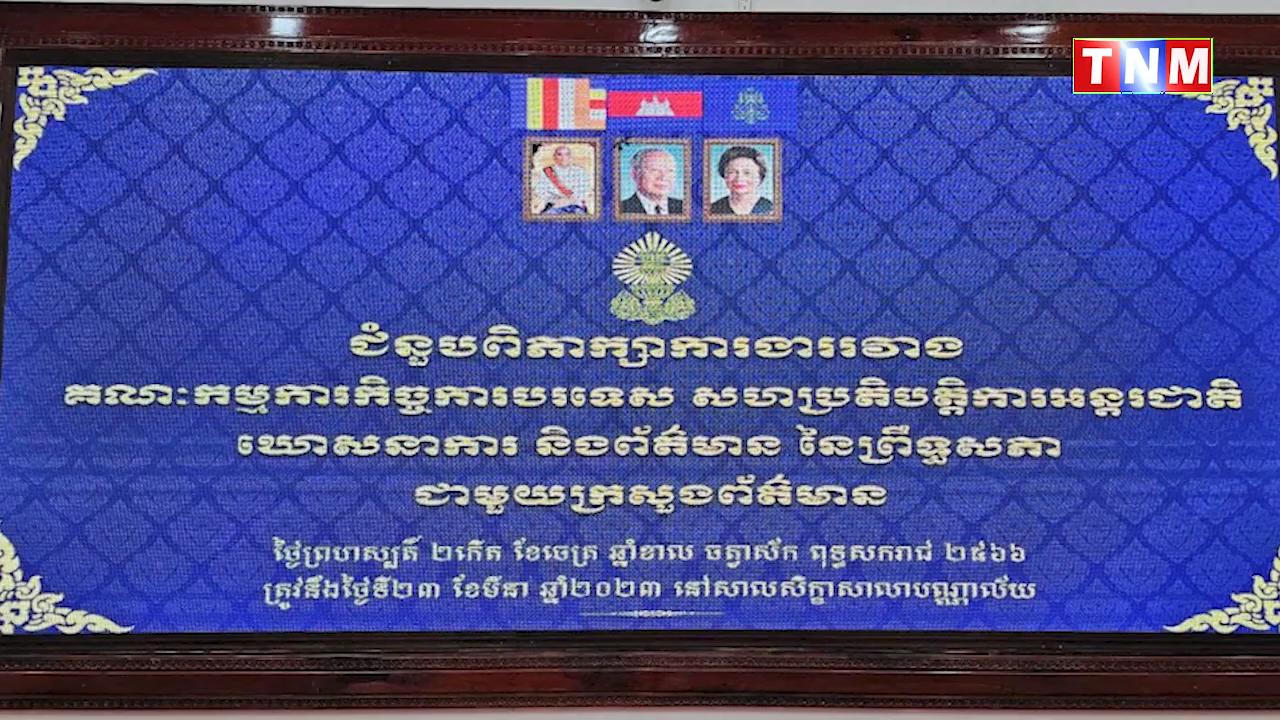 TNM
ជំនួបពិភាក្សាការងាររវាង
គណៈកម្មការកិច្ចការបរទេស សហប្រតិបត្តិការអន្តរជាតិ
ឃោសនាការ និងព័ត៌មាន នៃព្រឹទ្ធសភា
ជាមួយក្រសួងព័ត៌មាន
ថ្ងៃព្រហស្បតិ៍ ២កើត ខែចេត្រ ឆ្នាំខាល ចត្វាស័ក ពុទ្ធសករាជ ២៥៦៦
ត្រូវនឹងថ្ងៃទី២៣ ខែមីនា ឆ្នាំ២០២៣ នៅសាលសិក្ខាសាលាបណ្ណាល័យ